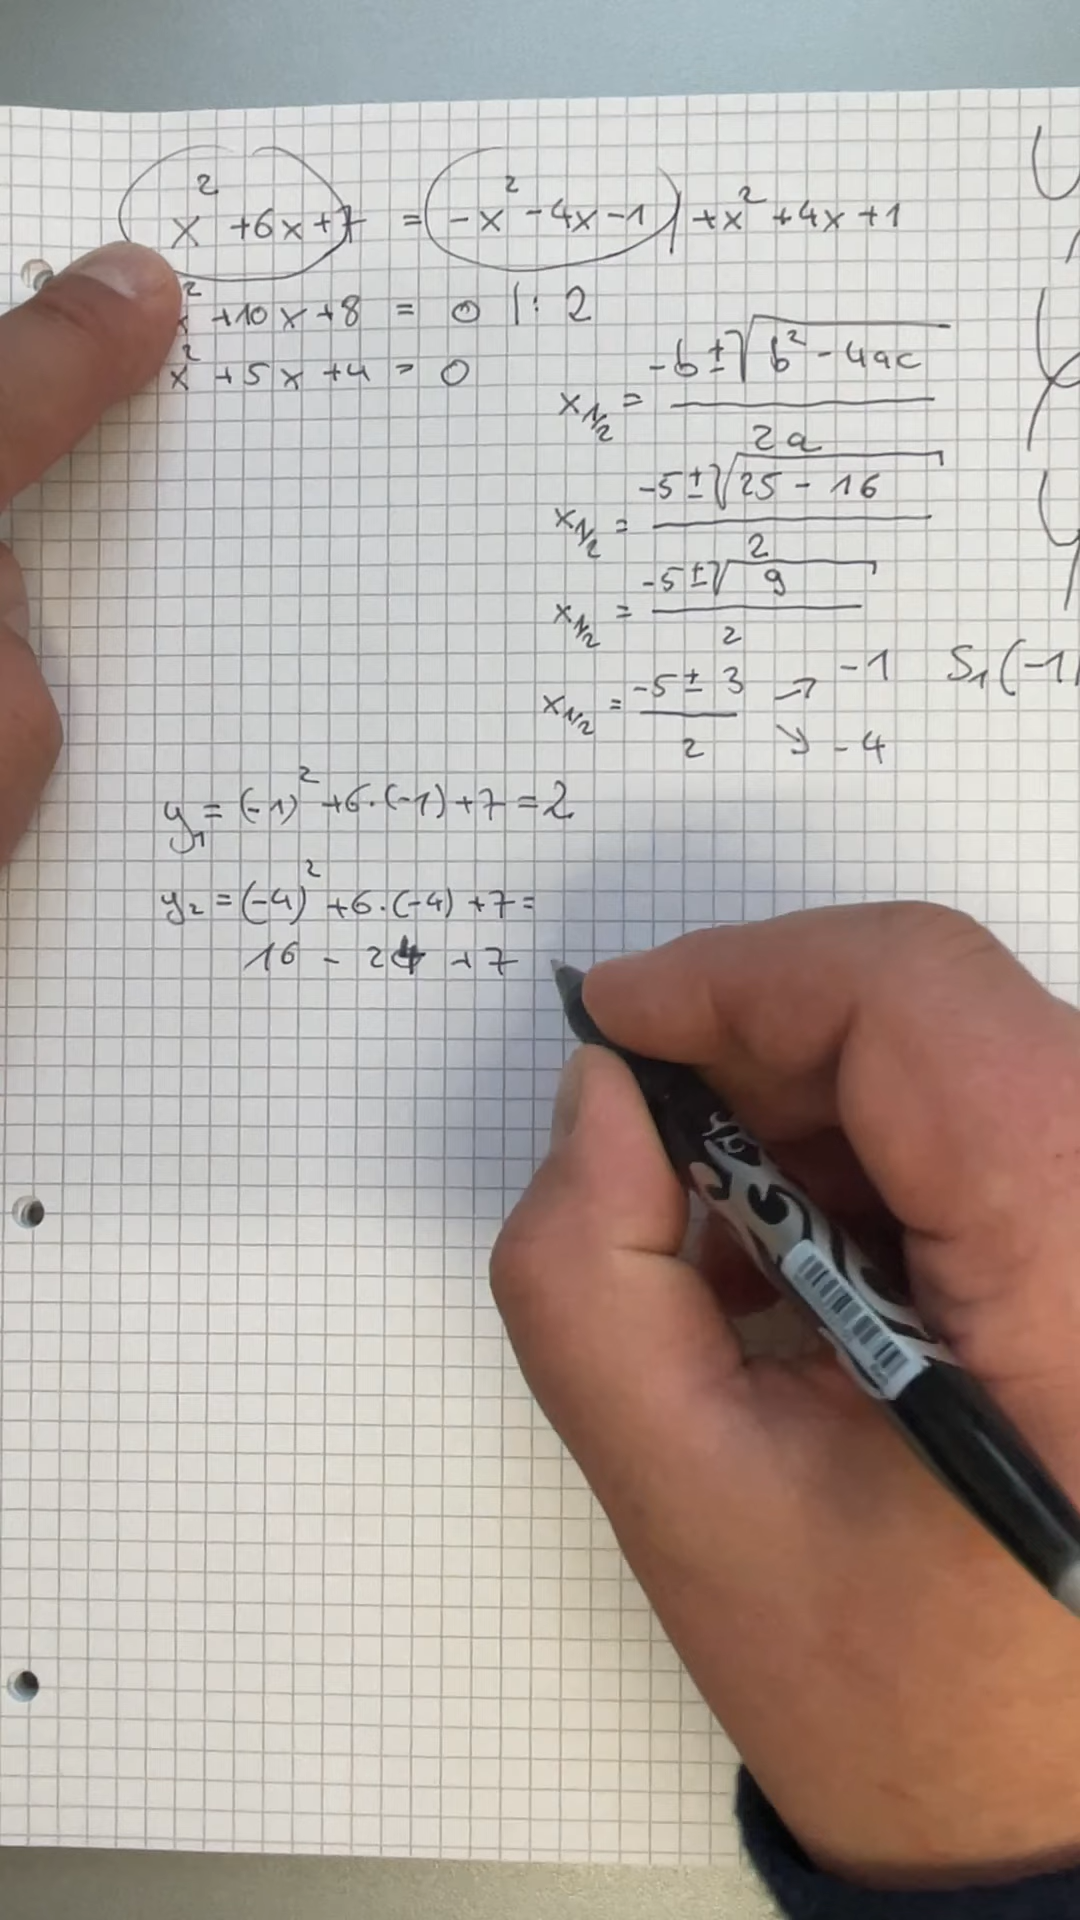 x² +6x+7 = -x² -4x-1 | +x² +4x+1
x² +10x+8 = 0 |: 2
x² +5x+4 = 0
x₁/₂ = (-b ± √(b² - 4ac)) / 2a
x₁/₂ = (-5 ± √(25 - 16)) / 2
x₁/₂ = (-5 ± √9) / 2
x₁/₂ = (-5 ± 3) / 2 → -1
↘ -4
S₁(-1
y₁ = (-1)² +6·(-1) +7 = 2
y₂ = (-4)² +6·(-4) +7 =
16 - 24 +7